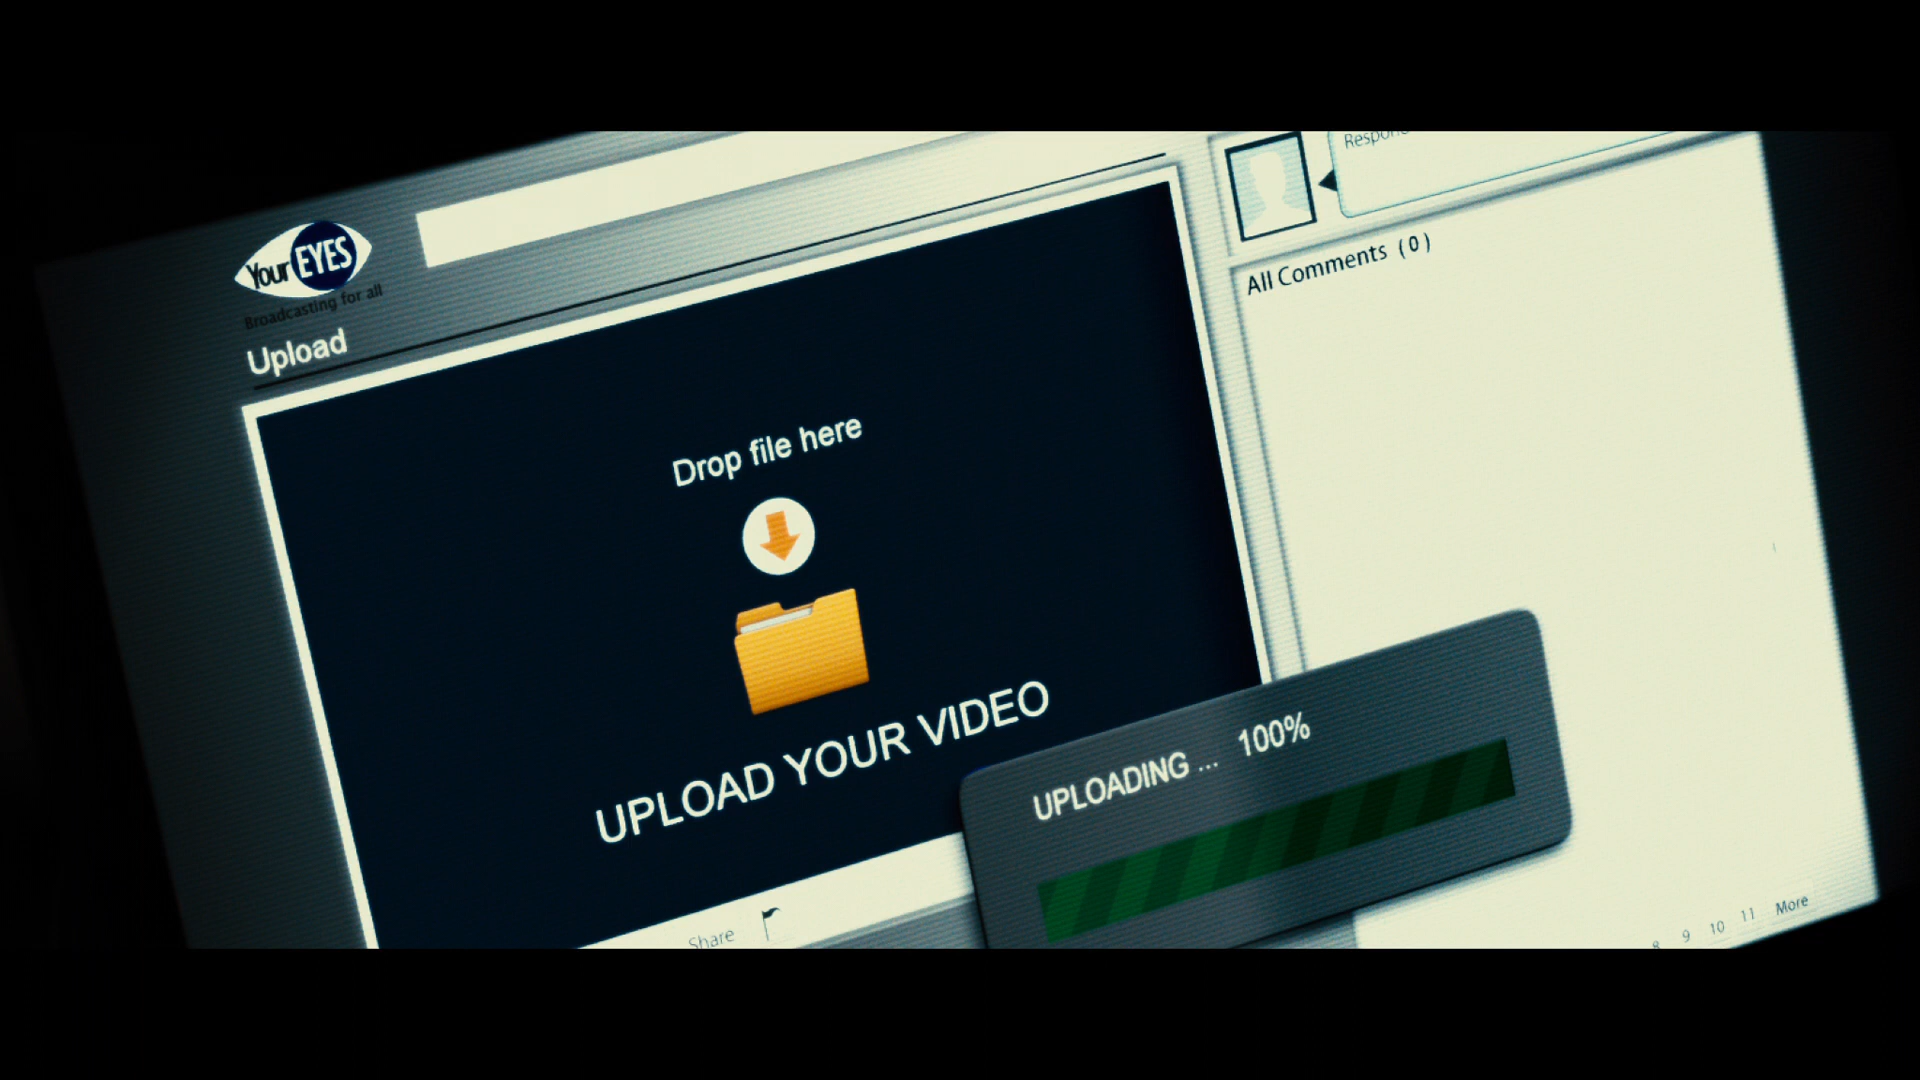 Your EYES
Broadcasting for all
Upload
Drop file here
UPLOAD YOUR VIDEO
Share
All Comments (0)
UPLOADING ... 100%
8 9 10 11 More